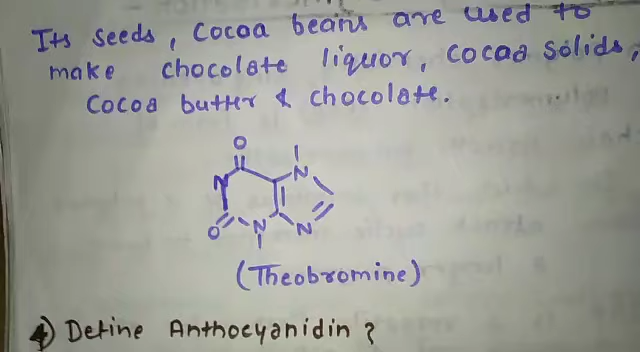 Its seeds, Cocoa beans are used to
make chocolate liquor, cocoa solids,
Cocoa butter & chocolate.
O
N
N
O
N
N
(Theobromine)
4) Define Anthocyanidin ?